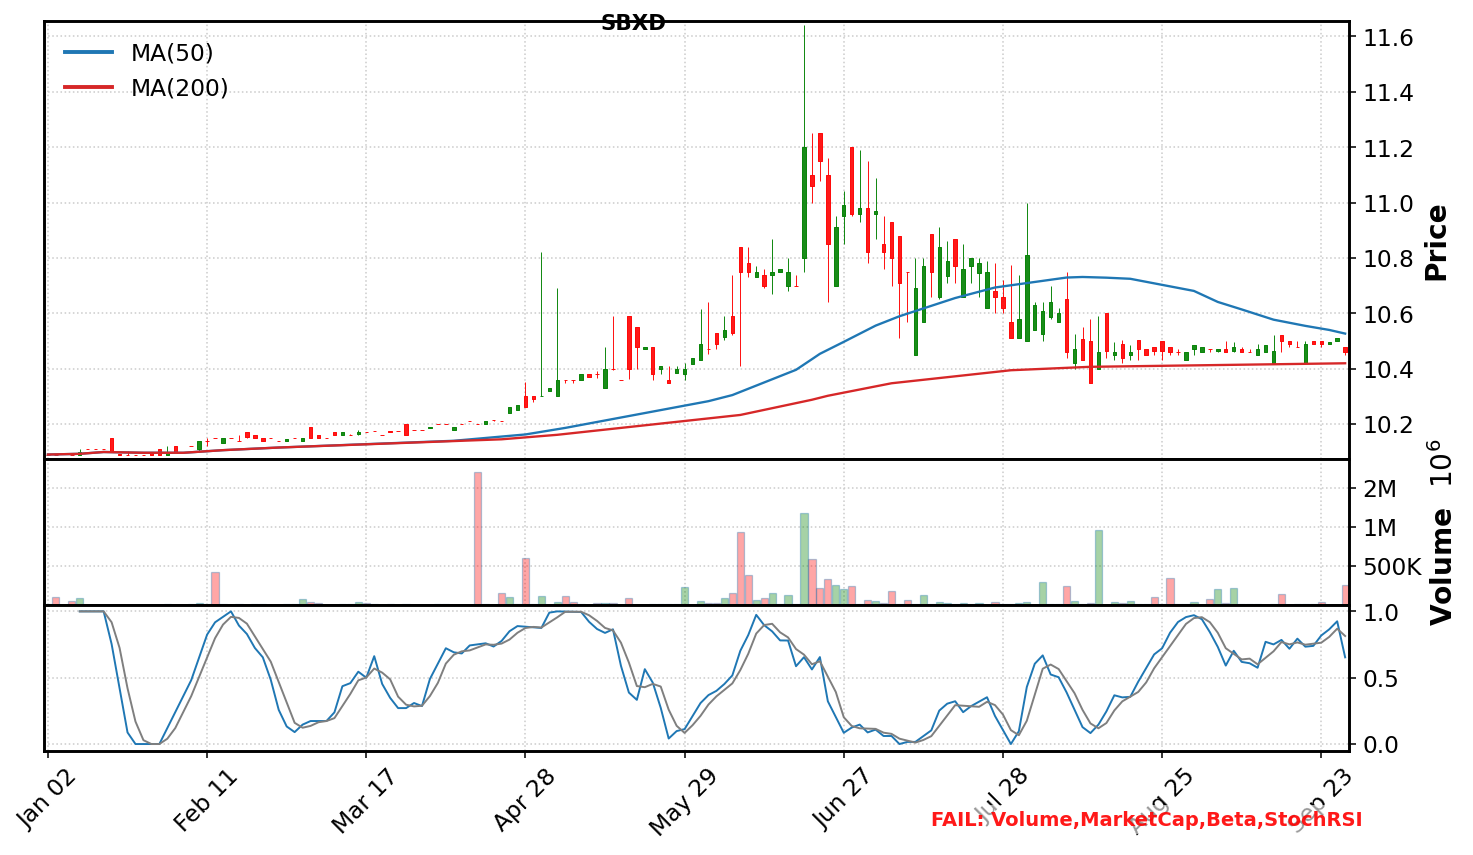 SBXD
MA(50)
MA(200)
11.6
11.4
11.2
11.0
10.8
10.6
10.4
10.2
Price
2M
1M
500K
Volume 10^6
1.0
0.5
0.0
Jan 02
Feb 11
Mar 17
Apr 28
May 29
Jun 27
Jul 28
Aug 25
Sep 23
FAIL: Volume,MarketCap,Beta,StochRSI